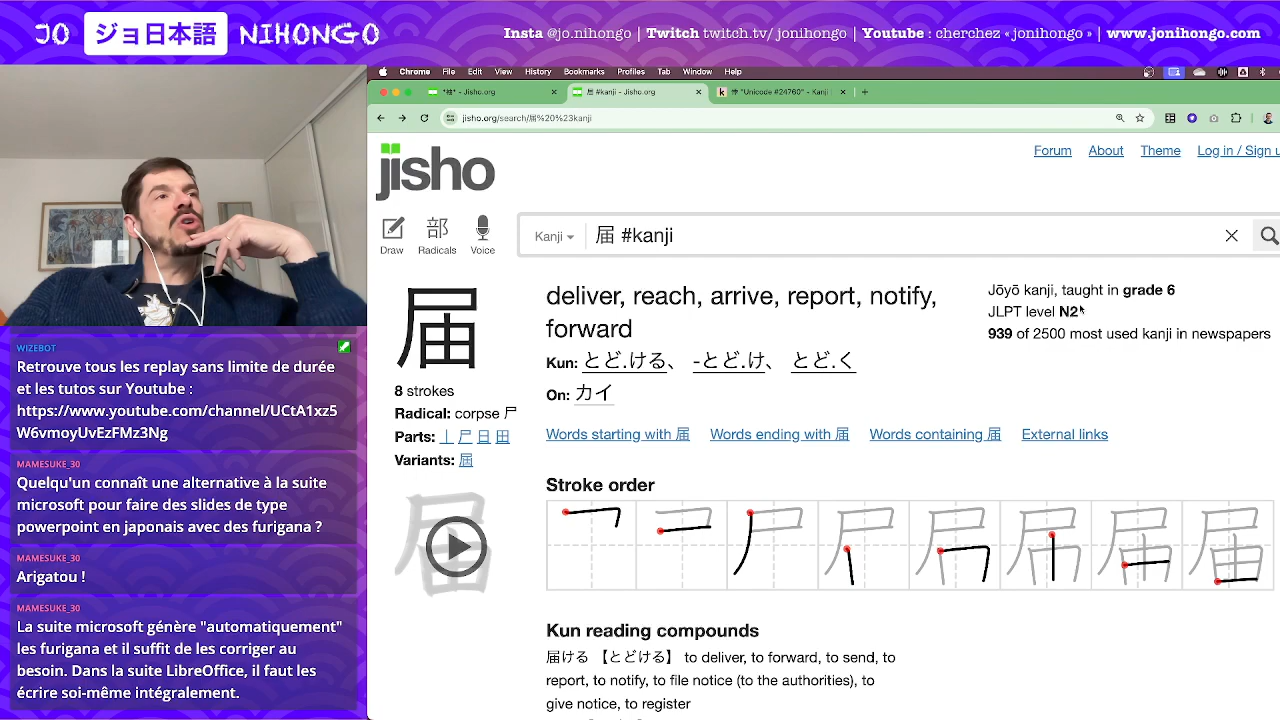 JO ジョ日本語 NIHONGO
Insta @jo.nihongo | Twitch twitch.tv/ jonihongo | Youtube : cherchez « jonihongo » | www.jonihongo.com
Chrome File Edit View History Bookmarks Profiles Tab Window Help
*袖* - Jisho.org
届 #kanji - Jisho.org
"Unicode #24760" - Kanji
jisho.org/search/届%20%23kanji
jisho
Forum About Theme Log in / Sign u
Draw
Radicals
Voice
部
Kanji
届 #kanji
届
8 strokes
Radical: corpse 尸
Parts: ｜ 尸 日 田
Variants: 屆
deliver, reach, arrive, report, notify,
forward
Kun: とど.ける、 -とど.け、 とど.く
On: カイ
Jōyō kanji, taught in grade 6
JLPT level N2
939 of 2500 most used kanji in newspapers
Words starting with 届
Words ending with 届
Words containing 届
External links
Stroke order
届
Kun reading compounds
届ける 【とどける】 to deliver, to forward, to send, to
report, to notify, to file notice (to the authorities), to
give notice, to register
WIZEBOT
Retrouve tous les replay sans limite de durée
et les tutos sur Youtube :
https://www.youtube.com/channel/UCtA1xz5
W6vmoyUvEzFMz3Ng
MAMESUKE_30
Quelqu'un connaît une alternative à la suite
microsoft pour faire des slides de type
powerpoint en japonais avec des furigana ?
MAMESUKE_30
Arigatou !
MAMESUKE_30
La suite microsoft génère "automatiquement"
les furigana et il suffit de les corriger au
besoin. Dans la suite LibreOffice, il faut les
écrire soi-même intégralement.